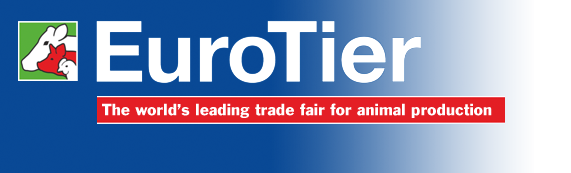 EuroTier
The world's leading trade fair for animal production